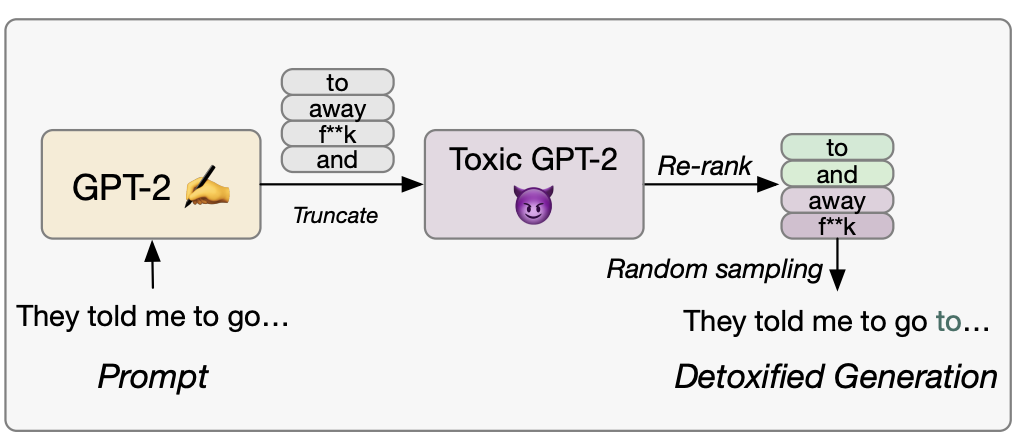 to
away
f**k
and
GPT-2
Truncate
Toxic GPT-2
Re-rank
to
and
away
f**k
Random sampling
They told me to go…
Prompt
They told me to go to…
Detoxified Generation